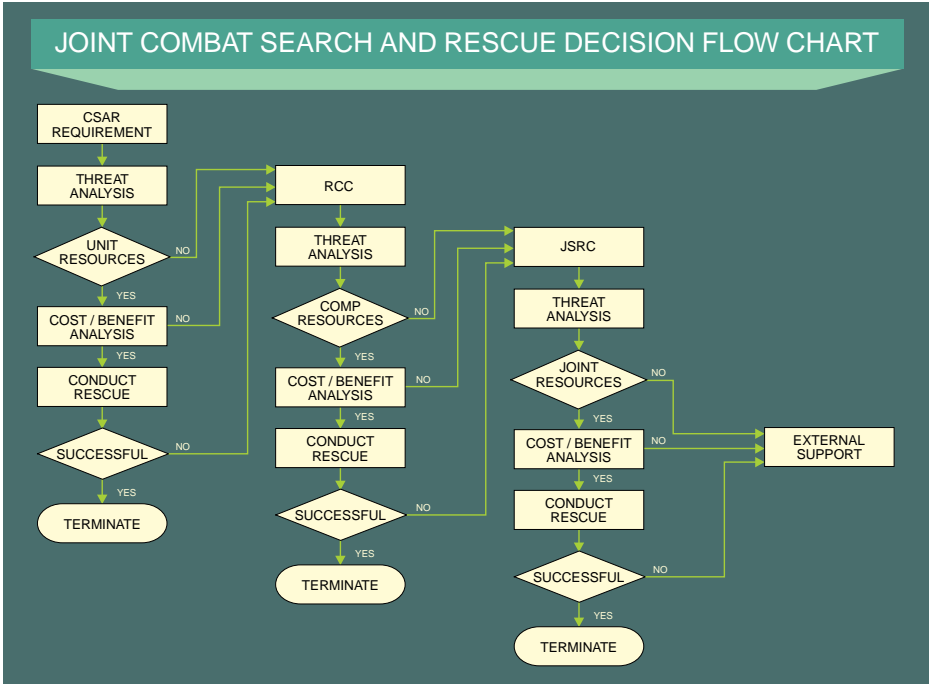 JOINT COMBAT SEARCH AND RESCUE DECISION FLOW CHART
CSAR
REQUIREMENT
THREAT
ANALYSIS
UNIT
RESOURCES
NO
YES
COST / BENEFIT
ANALYSIS
NO
YES
CONDUCT
RESCUE
SUCCESSFUL
NO
YES
TERMINATE
RCC
THREAT
ANALYSIS
COMP
RESOURCES
NO
YES
COST / BENEFIT
ANALYSIS
NO
YES
CONDUCT
RESCUE
SUCCESSFUL
NO
YES
TERMINATE
JSRC
THREAT
ANALYSIS
JOINT
RESOURCES
NO
YES
COST / BENEFIT
ANALYSIS
NO
YES
CONDUCT
RESCUE
SUCCESSFUL
NO
YES
TERMINATE
EXTERNAL
SUPPORT